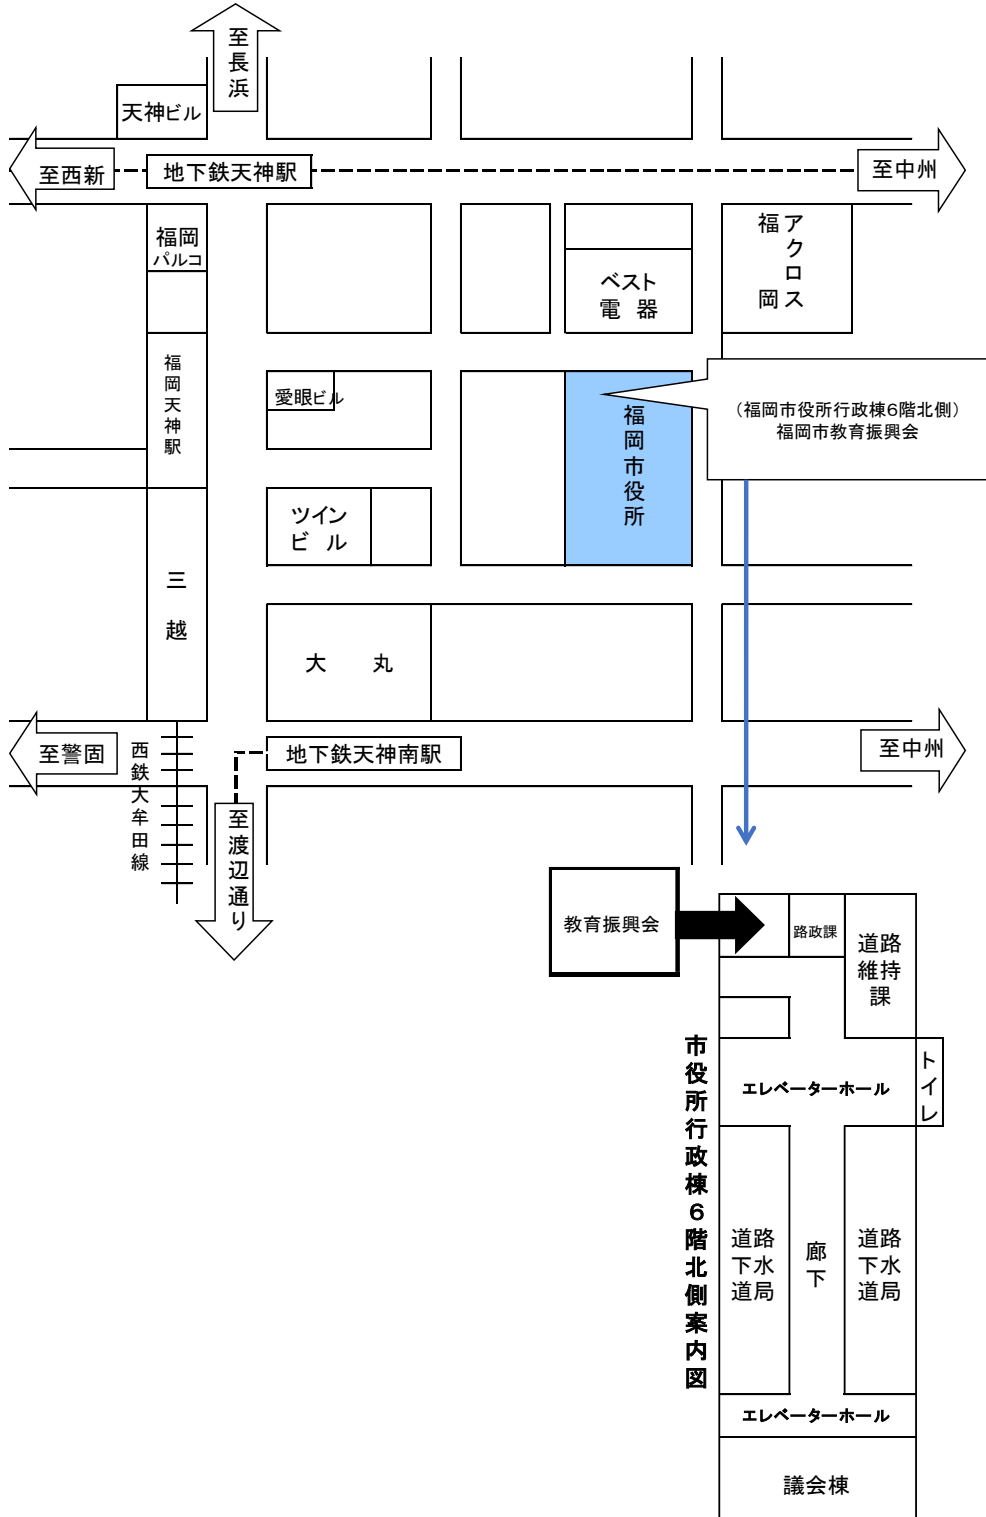 至長浜
天神ビル
至西新
地下鉄天神駅
至中州
福岡
パルコ
ベスト
電 器
アクロス
福 岡
福岡天神駅
愛眼ビル
福岡市役所
（福岡市役所行政棟6階北側）
福岡市教育振興会
ツイン
ビ ル
三 越
大 丸
至警固
西鉄大牟田線
地下鉄天神南駅
至中州
至渡辺通り
教育振興会
路政課
道路
維持
課
市役所行政棟6階北側案内図
エレベーターホール
トイレ
道路
下水
道局
廊下
道路
下水
道局
エレベーターホール
議会棟